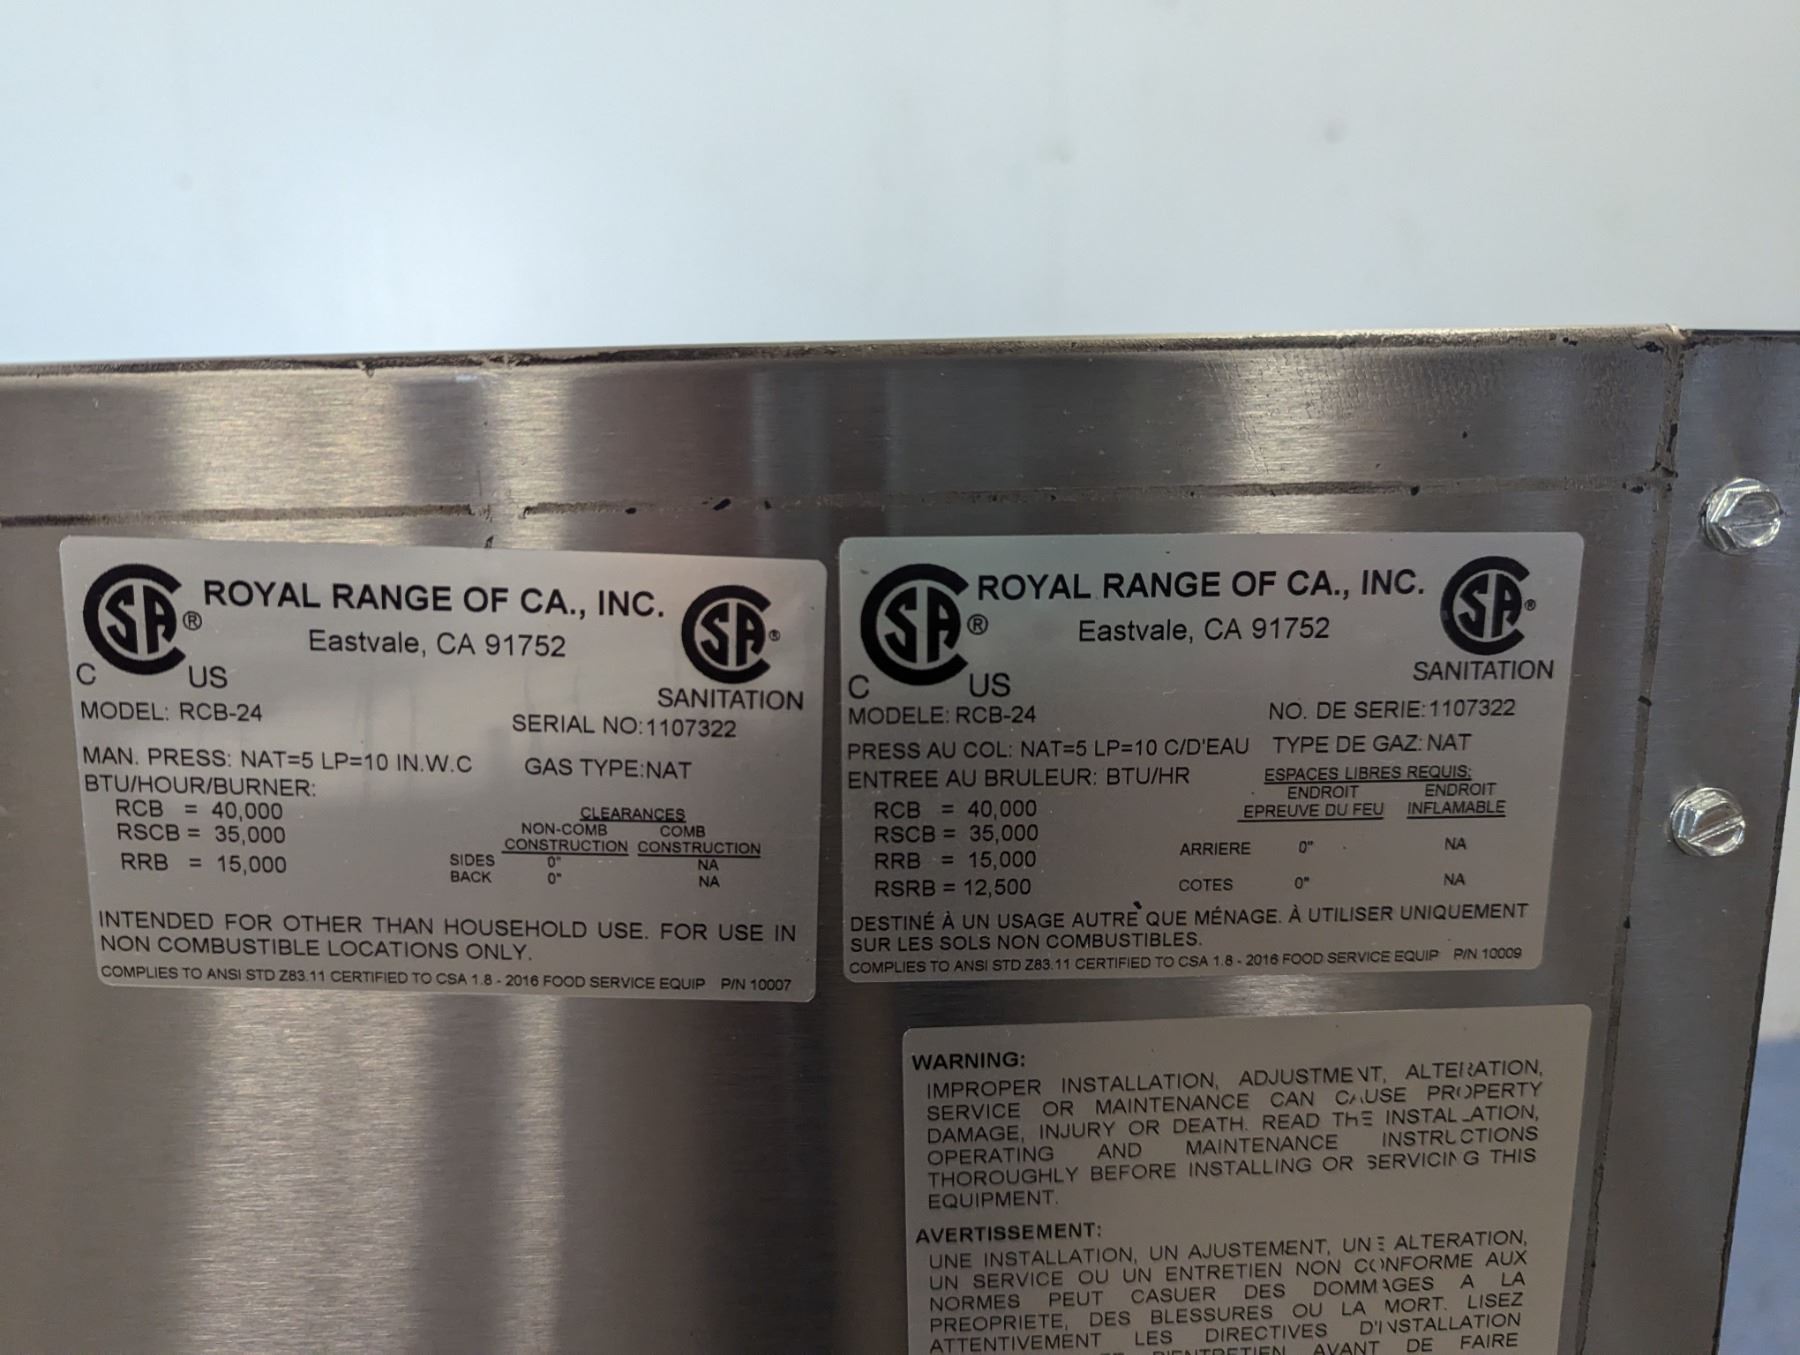 CSA®
C US
ROYAL RANGE OF CA., INC.
Eastvale, CA 91752
CSA®
SANITATION
MODEL: RCB-24
SERIAL NO:1107322
MAN. PRESS: NAT=5 LP=10 IN.W.C
GAS TYPE:NAT
BTU/HOUR/BURNER:
RCB = 40,000
RSCB = 35,000
RRB = 15,000
CLEARANCES
NON-COMB COMB
CONSTRUCTION CONSTRUCTION
SIDES 0" NA
BACK 0" NA
INTENDED FOR OTHER THAN HOUSEHOLD USE. FOR USE IN
NON COMBUSTIBLE LOCATIONS ONLY.
COMPLIES TO ANSI STD Z83.11 CERTIFIED TO CSA 1.8 - 2016 FOOD SERVICE EQUIP P/N 10007
CSA®
C US
ROYAL RANGE OF CA., INC.
Eastvale, CA 91752
CSA®
SANITATION
MODELE: RCB-24
NO. DE SERIE:1107322
PRESS AU COL: NAT=5 LP=10 C/D'EAU TYPE DE GAZ: NAT
ENTREE AU BRULEUR: BTU/HR
RCB = 40,000
RSCB = 35,000
RRB = 15,000
RSRB = 12,500
ESPACES LIBRES REQUIS:
ENDROIT ENDROIT
EPREUVE DU FEU INFLAMABLE
ARRIERE 0" NA
COTES 0" NA
DESTINÉ À UN USAGE AUTRE QUE MÉNAGE. À UTILISER UNIQUEMENT
SUR LES SOLS NON COMBUSTIBLES.
COMPLIES TO ANSI STD Z83.11 CERTIFIED TO CSA 1.8 - 2016 FOOD SERVICE EQUIP P/N 10009
WARNING:
IMPROPER INSTALLATION, ADJUSTMENT, ALTERATION,
SERVICE OR MAINTENANCE CAN CAUSE PROPERTY
DAMAGE, INJURY OR DEATH. READ THE INSTALLATION,
OPERATING AND MAINTENANCE INSTRUCTIONS
THOROUGHLY BEFORE INSTALLING OR SERVICING THIS
EQUIPMENT.
AVERTISSEMENT:
UNE INSTALLATION, UN AJUSTEMENT, UNE ALTERATION,
UN SERVICE OU UN ENTRETIEN NON CONFORME AUX
NORMES PEUT CASUER DES DOMMAGES A LA
PREOPRIETE, DES BLESSURES OU LA MORT. LISEZ
ATTENTIVEMENT LES DIRECTIVES D'INSTALLATION
D'ENTRETIEN AVANT DE FAIRE